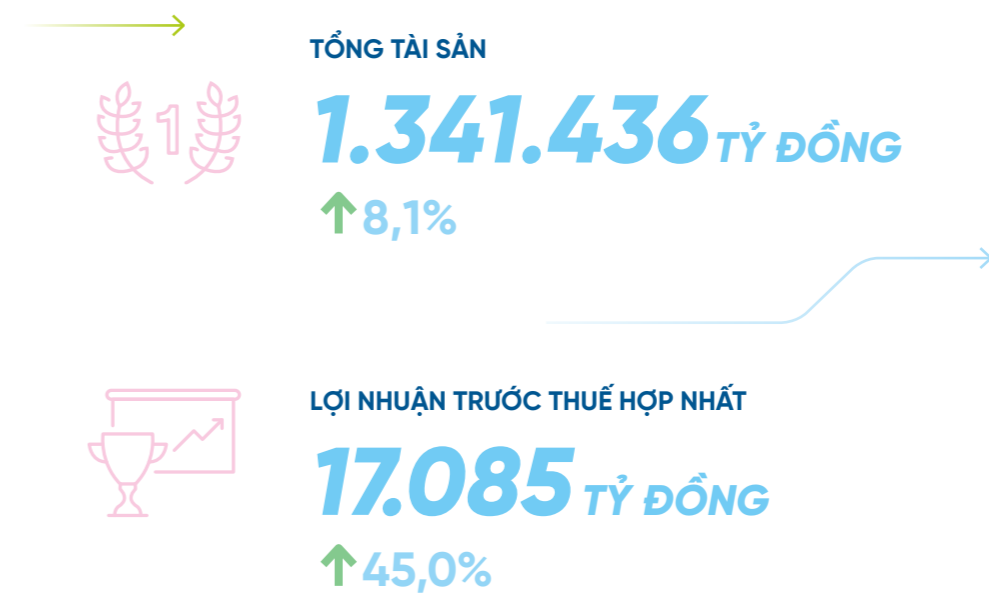 TỔNG TÀI SẢN
1
1.341.436 TỶ ĐỒNG
8,1%
LỢI NHUẬN TRƯỚC THUẾ HỢP NHẤT
17.085 TỶ ĐỒNG
45,0%